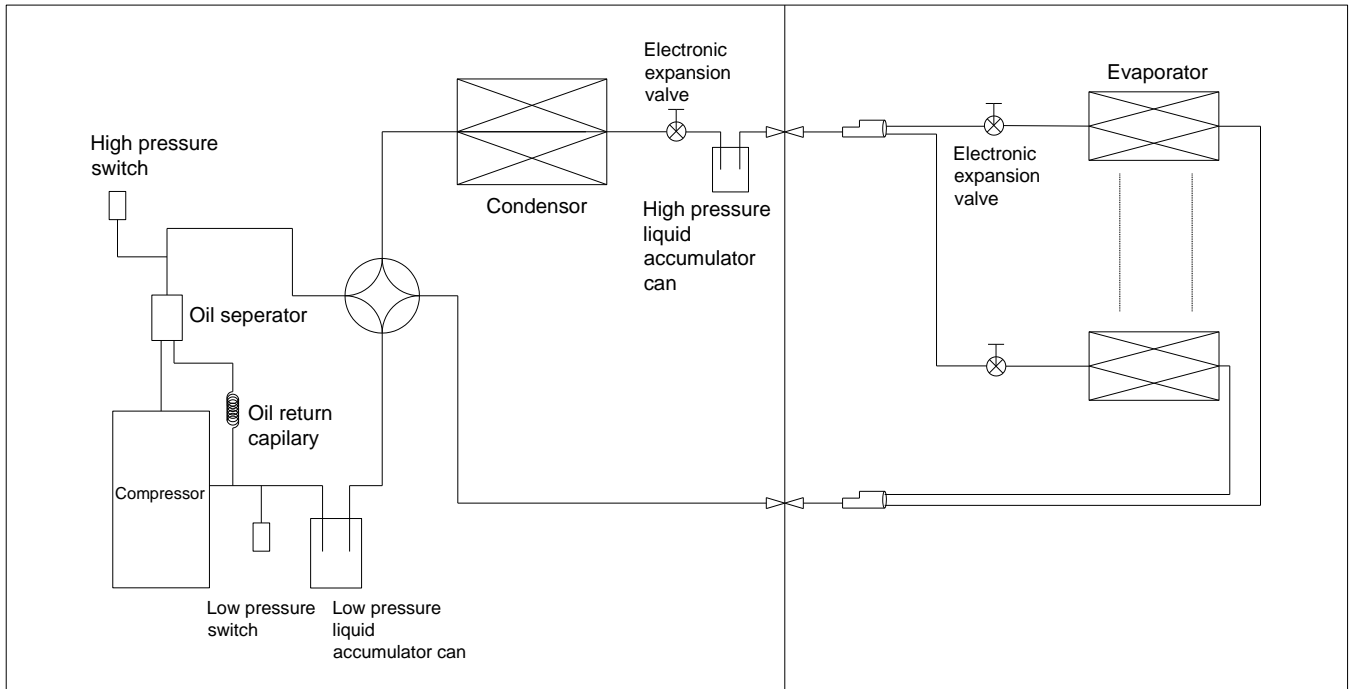 Electronic
expansion
valve
Evaporator
High pressure
switch
Electronic
expansion
valve
Condensor
High pressure
liquid
accumulator
can
Oil seperator
Oil return
capilary
Compressor
Low pressure
switch
Low pressure
liquid
accumulator can